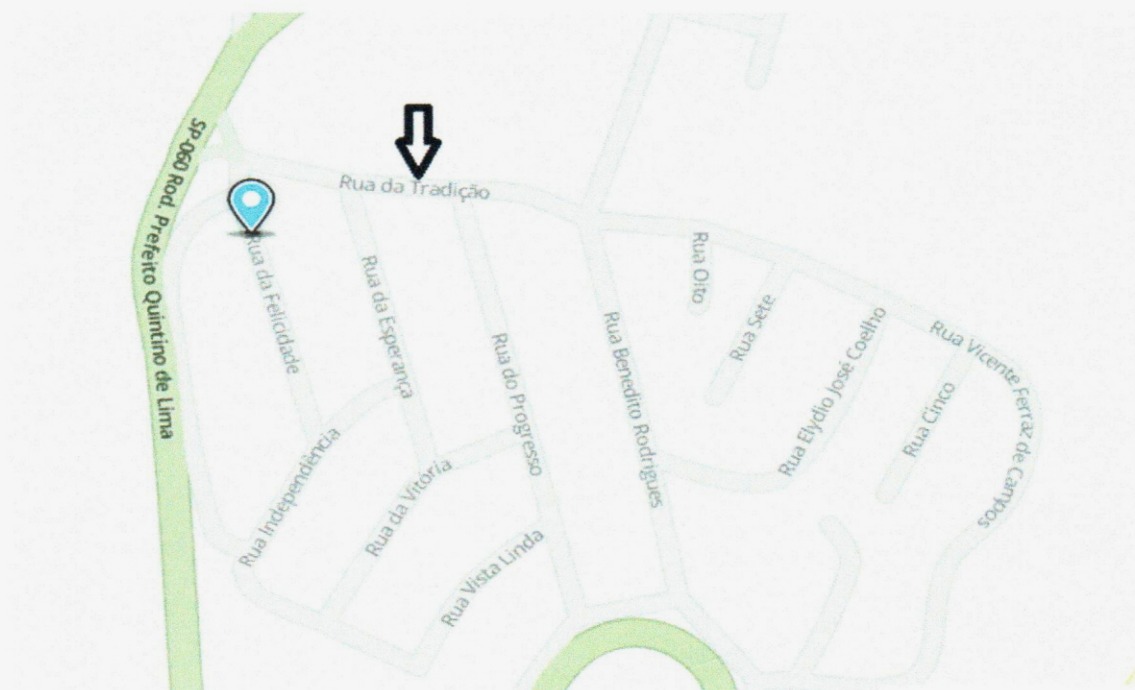 SP-060 Rod. Prefeito Quintino de Lima
Rua da Tradição
Rua da Felicidade
Rua da Esperança
Rua do Progresso
Rua Benedito Rodrigues
Rua Oito
Rua Sete
Rua Elydio José Coelho
Rua Vicente Ferraz de Campos
Rua Cinco
Rua Independência
Rua da Vitória
Rua Vista Linda